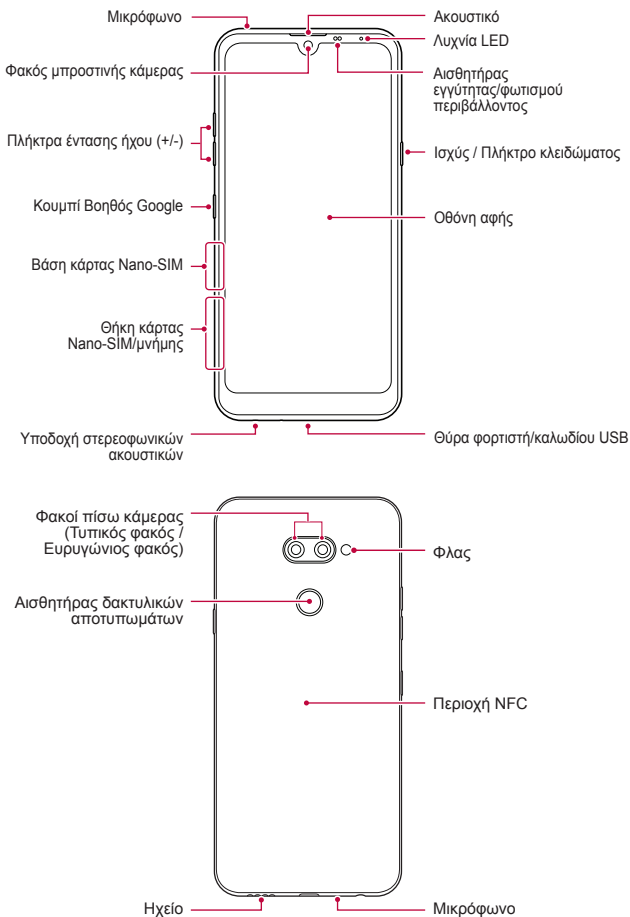 Μικρόφωνο
Ακουστικό
Λυχνία LED
Φακός μπροστινής κάμερας
Αισθητήρας
εγγύτητας/φωτισμού
περιβάλλοντος
Πλήκτρα έντασης ήχου (+/-)
Ισχύς / Πλήκτρο κλειδώματος
Κουμπί Βοηθός Google
Οθόνη αφής
Βάση κάρτας Nano-SIM
Θήκη κάρτας
Nano-SIM/μνήμης
Υποδοχή στερεοφωνικών
ακουστικών
Θύρα φορτιστή/καλωδίου USB
Φακοί πίσω κάμερας
(Τυπικός φακός /
Ευρυγώνιος φακός)
Φλας
Αισθητήρας δακτυλικών
αποτυπωμάτων
Περιοχή NFC
Ηχείο
Μικρόφωνο